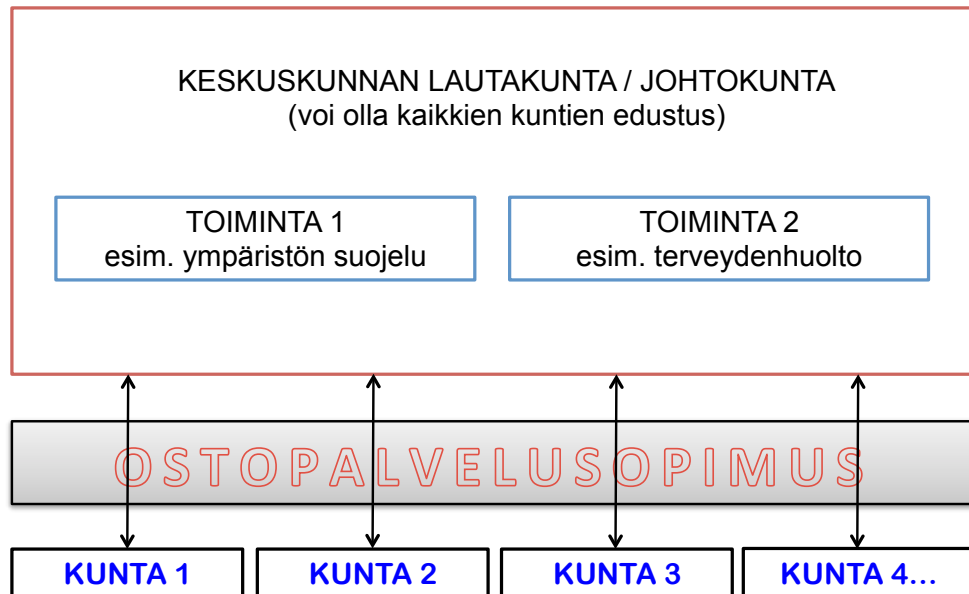 KESKUSKUNNAN LAUTAKUNTA / JOHTOKUNTA
(voi olla kaikkien kuntien edustus)
TOIMINTA 1
esim. ympäristön suojelu
TOIMINTA 2
esim. terveydenhuolto
OSTOPALVELUSOPIMUS
KUNTA 1
KUNTA 2
KUNTA 3
KUNTA 4...